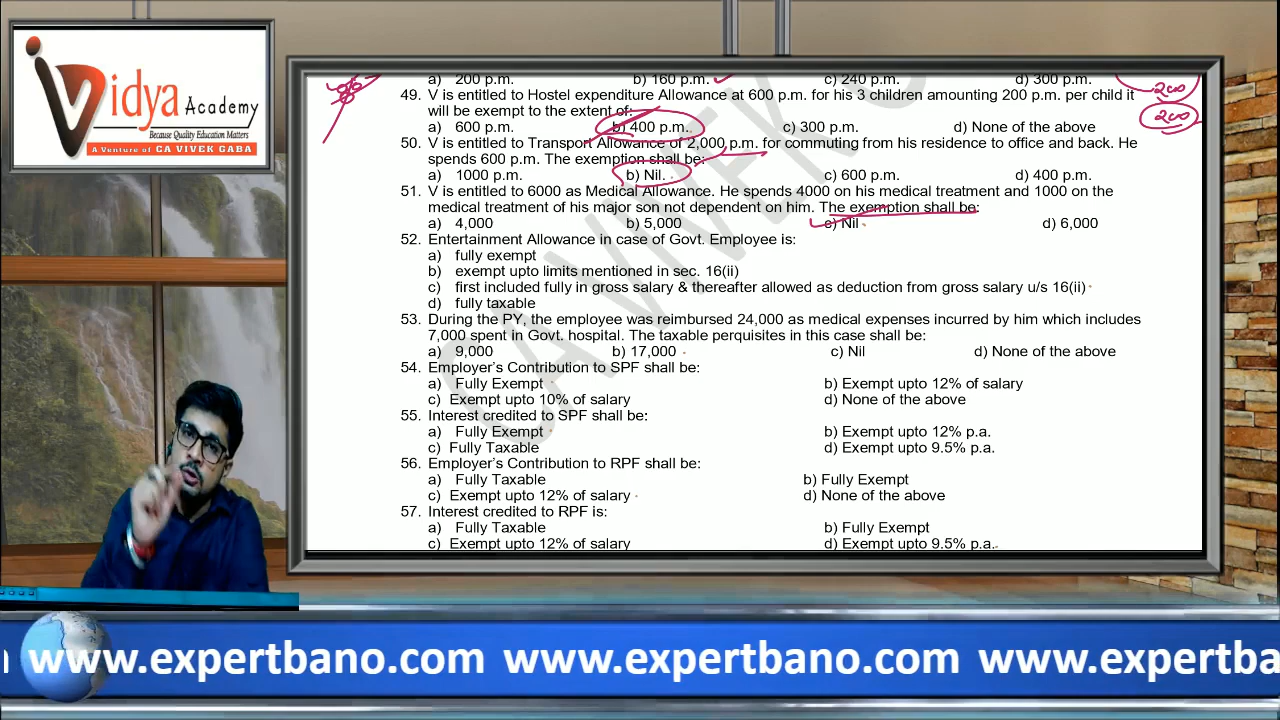 iVidya Academy
Because Quality Education Matters
A Venture of CA VIVEK GABA
a) 200 p.m. b) 160 p.m. c) 240 p.m. d) 300 p.m.
49. V is entitled to Hostel expenditure Allowance at 600 p.m. for his 3 children amounting 200 p.m. per child it
will be exempt to the extent of:
a) 600 p.m. b) 400 p.m. c) 300 p.m. d) None of the above
200
200
50. V is entitled to Transport Allowance of 2,000 p.m. for commuting from his residence to office and back. He
spends 600 p.m. The exemption shall be:
a) 1000 p.m. b) Nil. c) 600 p.m. d) 400 p.m.
51. V is entitled to 6000 as Medical Allowance. He spends 4000 on his medical treatment and 1000 on the
medical treatment of his major son not dependent on him. The exemption shall be:
a) 4,000 b) 5,000 c) Nil d) 6,000
52. Entertainment Allowance in case of Govt. Employee is:
a) fully exempt
b) exempt upto limits mentioned in sec. 16(ii)
c) first included fully in gross salary & thereafter allowed as deduction from gross salary u/s 16(ii)
d) fully taxable
53. During the PY, the employee was reimbursed 24,000 as medical expenses incurred by him which includes
7,000 spent in Govt. hospital. The taxable perquisites in this case shall be:
a) 9,000 b) 17,000 c) Nil d) None of the above
54. Employer's Contribution to SPF shall be:
a) Fully Exempt b) Exempt upto 12% of salary
c) Exempt upto 10% of salary d) None of the above
55. Interest credited to SPF shall be:
a) Fully Exempt b) Exempt upto 12% p.a.
c) Fully Taxable d) Exempt upto 9.5% p.a.
56. Employer's Contribution to RPF shall be:
a) Fully Taxable b) Fully Exempt
c) Exempt upto 12% of salary d) None of the above
57. Interest credited to RPF is:
a) Fully Taxable b) Fully Exempt
c) Exempt upto 12% of salary d) Exempt upto 9.5% p.a.
CA VIVEK G
www.expertbano.com www.expertbano.com www.expertba